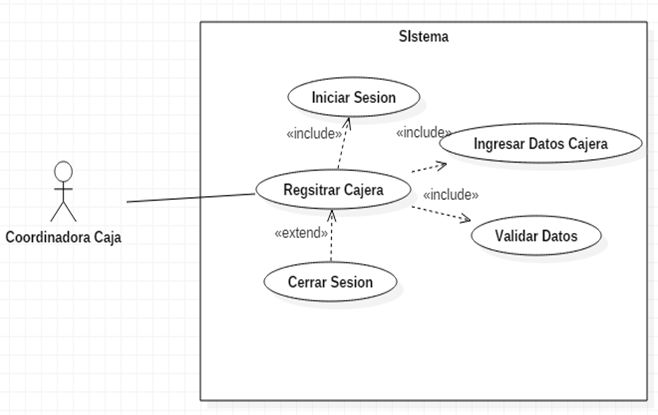 SIstema
Iniciar Sesion
«include»
«include»
Ingresar Datos Cajera
Regsitrar Cajera
«include»
Coordinadora Caja
«extend»
Validar Datos
Cerrar Sesion